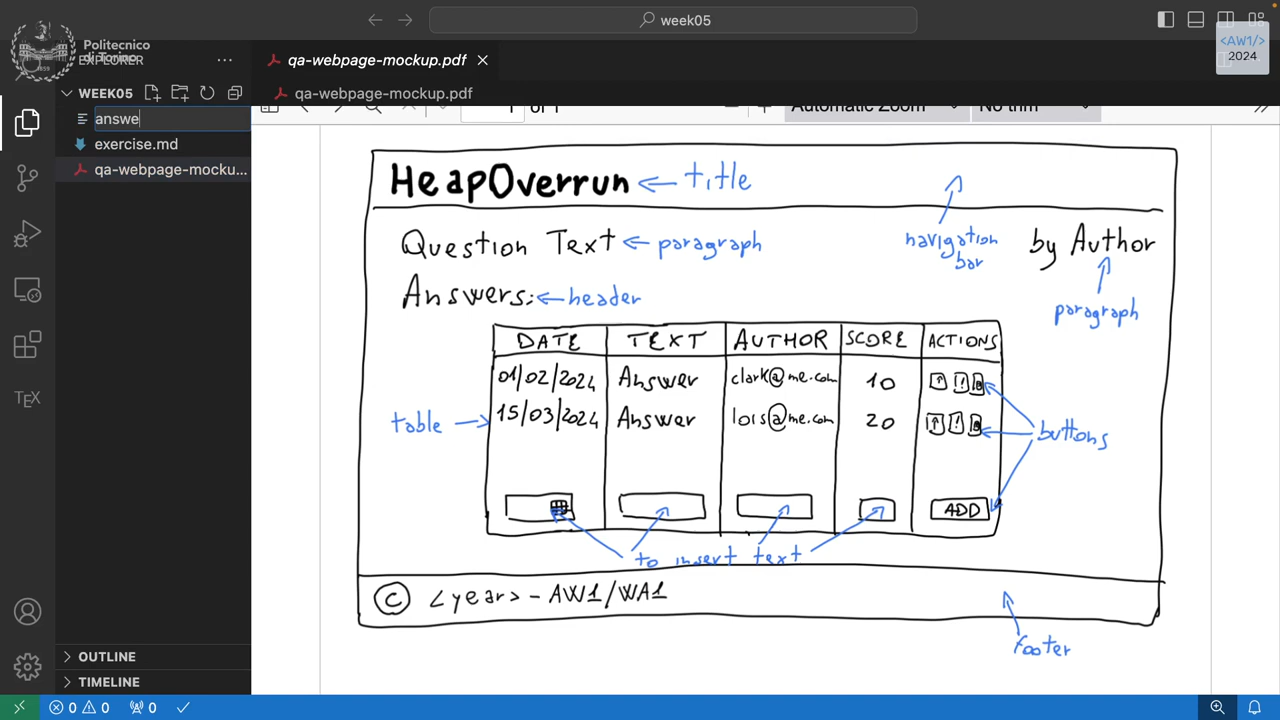 week05
Politecnico
di Torino
EXPLORER
qa-webpage-mockup.pdf
<AW1/>
2024
WEEK05
qa-webpage-mockup.pdf
answe
exercise.md
qa-webpage-mocku...
Automatic Zoom
No trim
HeapOverrun ← title
navigation
bar
Question Text ← paragraph
by Author
paragraph
Answers: ← header
DATE TEXT AUTHOR SCORE ACTIONS
01/02/2024 Answer clark@me.com 10
15/03/2024 Answer lois@me.com 20
table
buttons
ADD
to insert text
© <year> - AW1/WA1
footer
OUTLINE
TIMELINE
0 0 0